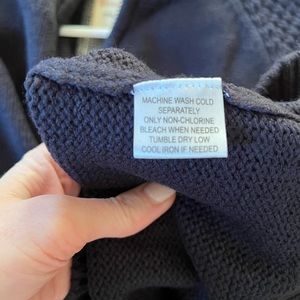 MACHINE WASH COLD
SEPARATELY
ONLY NON-CHLORINE
BLEACH WHEN NEEDED
TUMBLE DRY LOW
COOL IRON IF NEEDED